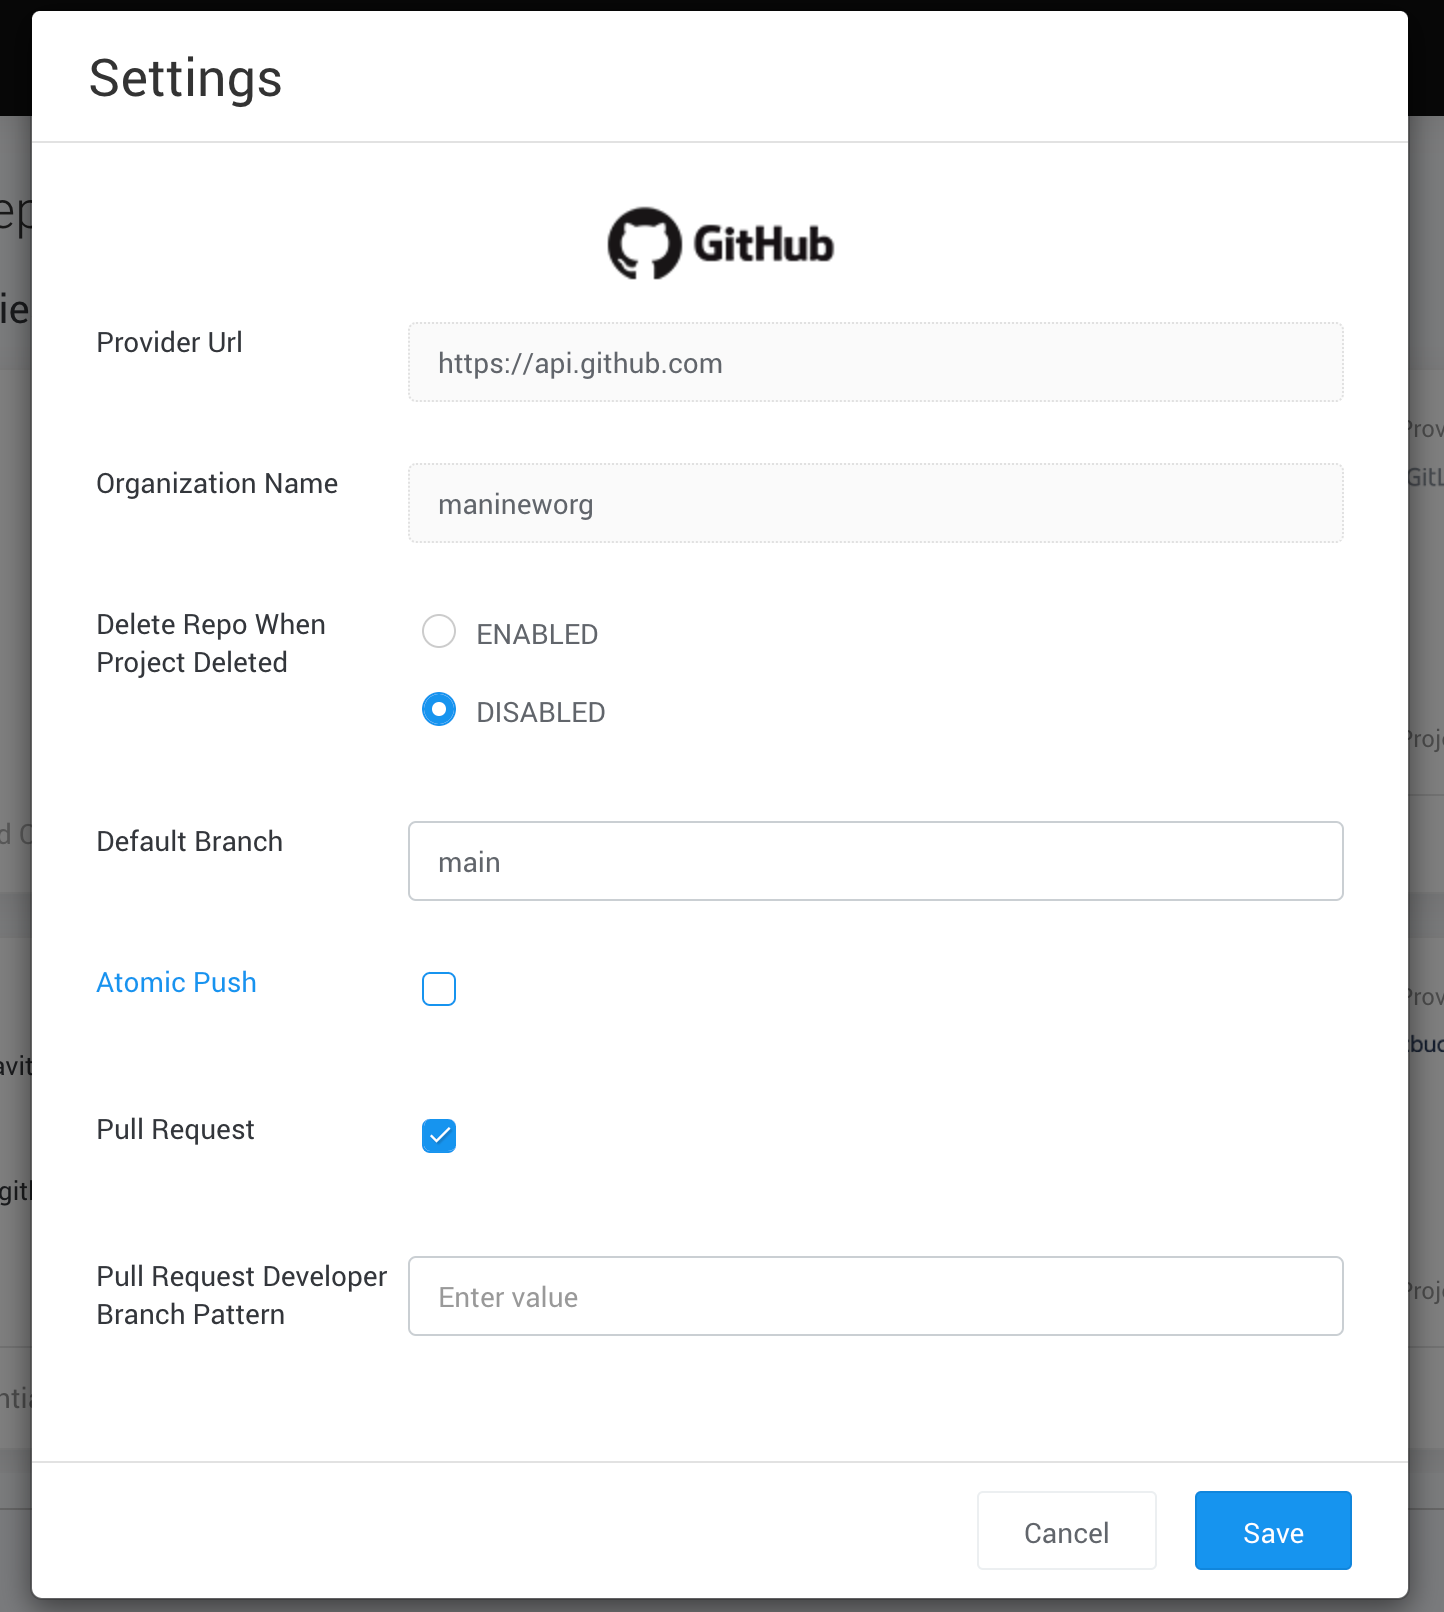 Settings
GitHub
Provider Url
https://api.github.com
Organization Name
manineworg
Delete Repo When
Project Deleted
ENABLED
DISABLED
Default Branch
main
Atomic Push
Pull Request
Pull Request Developer
Branch Pattern
Enter value
Cancel
Save